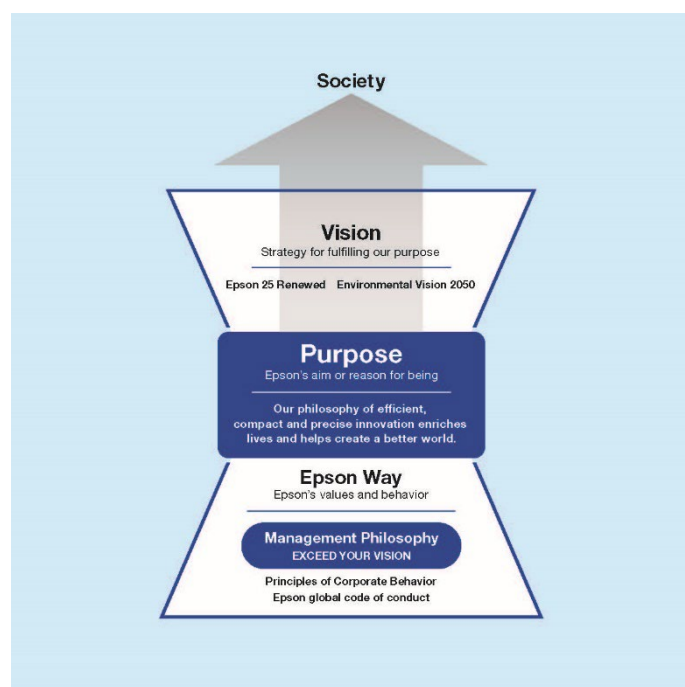 Society
Vision
Strategy for fulfilling our purpose
Epson 25 Renewed Environmental Vision 2050
Purpose
Epson's aim or reason for being
Our philosophy of efficient,
compact and precise innovation enriches
lives and helps create a better world.
Epson Way
Epson's values and behavior
Management Philosophy
EXCEED YOUR VISION
Principles of Corporate Behavior
Epson global code of conduct